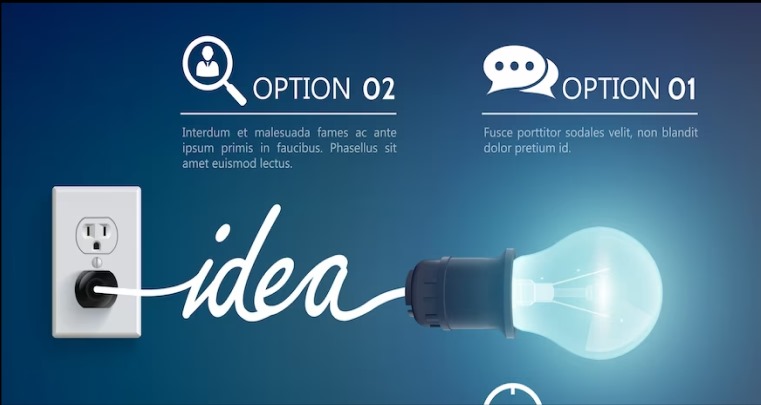 OPTION 02
Interdum et malesuada fames ac ante
ipsum primis in faucibus. Phasellus sit
amet euismod lectus.
OPTION 01
Fusce porttitor sodales velit, non blandit
dolor pretium id.
idea